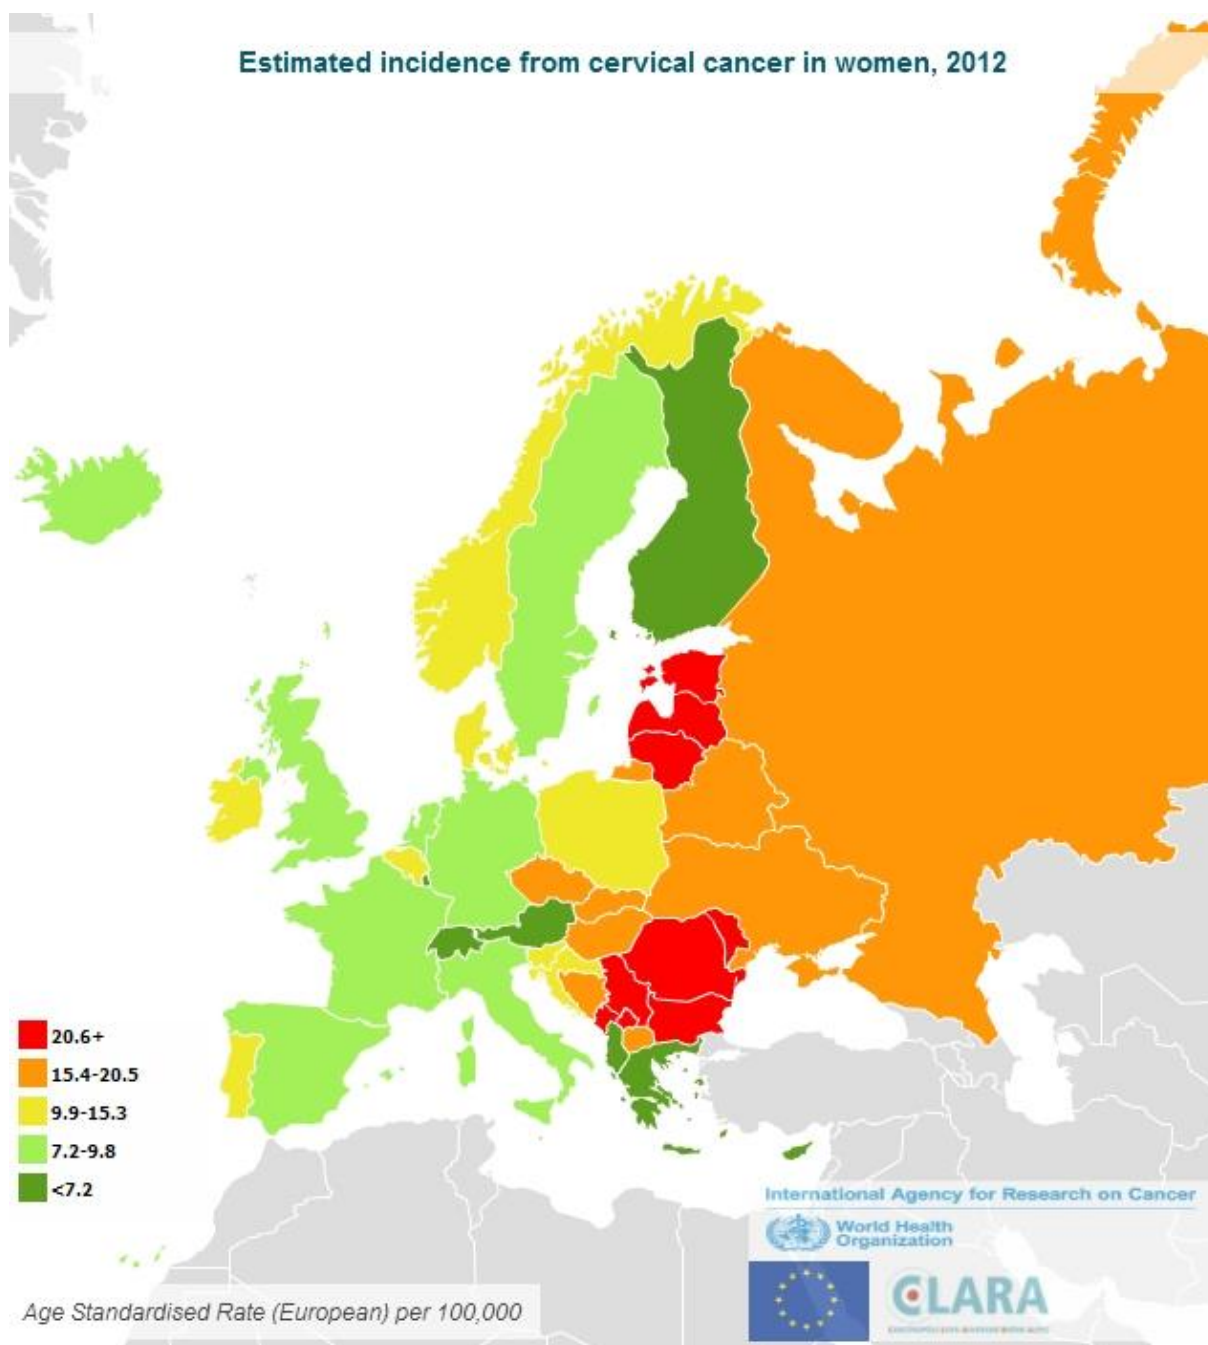 Estimated incidence from cervical cancer in women, 2012
20.6+
15.4-20.5
9.9-15.3
7.2-9.8
<7.2
International Agency for Research on Cancer
World Health
Organization
CLARA
Age Standardised Rate (European) per 100,000